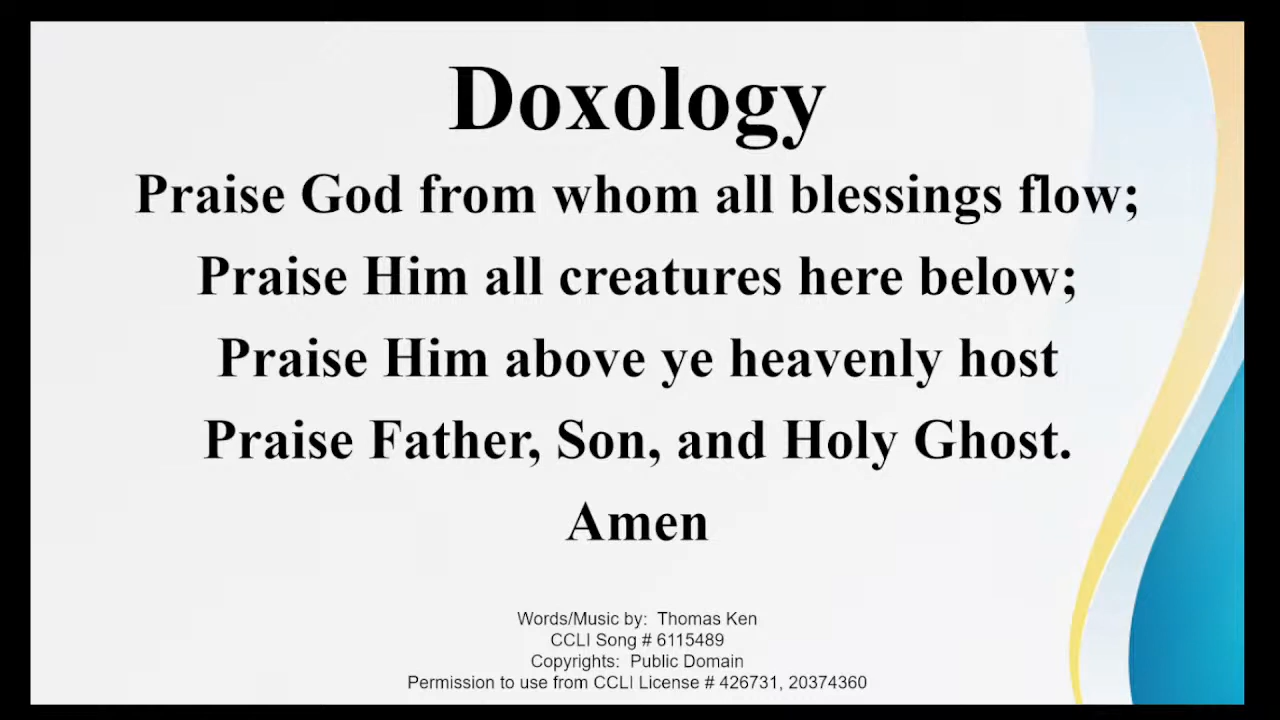 Doxology
Praise God from whom all blessings flow;
Praise Him all creatures here below;
Praise Him above ye heavenly host
Praise Father, Son, and Holy Ghost.
Amen
Words/Music by:  Thomas Ken
CCLI Song # 6115489
Copyrights:  Public Domain
Permission to use from CCLI License # 426731, 20374360